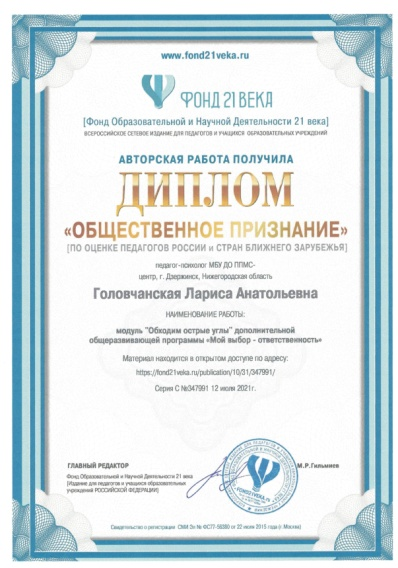 www.fond21veka.ru
ФОНД 21 ВЕКА
[Фонд Образовательной и Научной Деятельности 21 века]
ВСЕРОССИЙСКОЕ СЕТЕВОЕ ИЗДАНИЕ ДЛЯ ПЕДАГОГОВ И УЧАЩИХСЯ ОБРАЗОВАТЕЛЬНЫХ УЧРЕЖДЕНИЙ
АВТОРСКАЯ РАБОТА ПОЛУЧИЛА
ДИПЛОМ
«ОБЩЕСТВЕННОЕ ПРИЗНАНИЕ»
[ПО ОЦЕНКЕ ПЕДАГОГОВ РОССИИ и СТРАН БЛИЖНЕГО ЗАРУБЕЖЬЯ]
педагог-психолог МБУ ДО ППМС-
центр, г. Дзержинск, Нижегородская область
Головчанская Лариса Анатольевна
НАИМЕНОВАНИЕ РАБОТЫ:
модуль "Обходим острые углы" дополнительной
общеразвивающей программы «Мой выбор - ответственность»
Материал находится в открытом доступе по адресу:
https://fond21veka.ru/publication/10/31/347991/
Серия С №347991 12 июля 2021г.
ГЛАВНЫЙ РЕДАКТОР
М.Р.Гильмиев
Фонд Образовательной и Научной Деятельности 21 века
[Издание для педагогов и учащихся образовательных
учреждений РОССИЙСКОЙ ФЕДЕРАЦИИ]
FOND21VEKA.RU
Свидетельство о регистрации СМИ Эл № ФС77-58395 от 22 июля 2015 года (г. Москва)